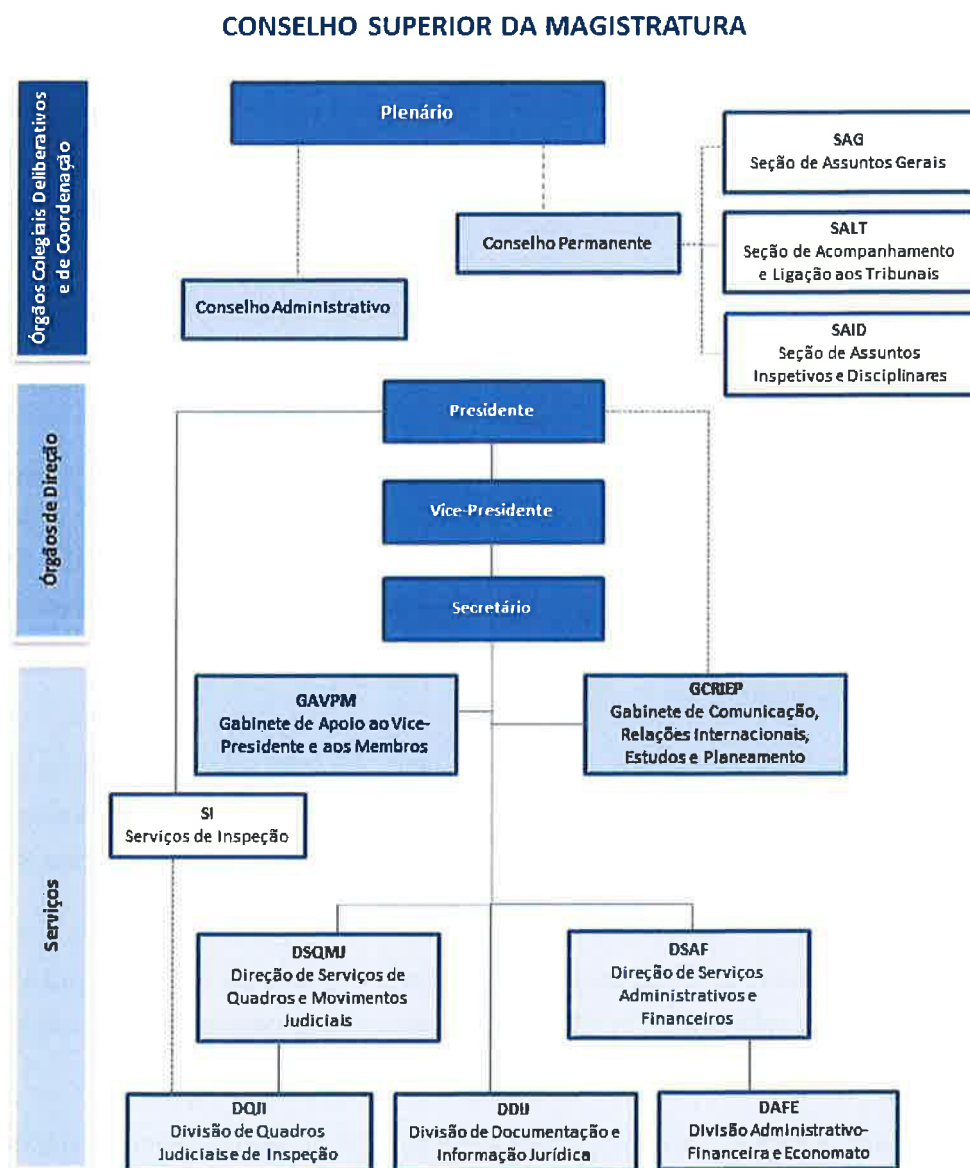 CONSELHO SUPERIOR DA MAGISTRATURA
Órgãos Colegiais Deliberativos
e de Coordenação
Plenário
SAG
Seção de Assuntos Gerais
Conselho Permanente
SALT
Seção de Acompanhamento
e Ligação aos Tribunais
Conselho Administrativo
SAID
Seção de Assuntos
Inspetivos e Disciplinares
Órgãos de Direção
Presidente
Vice-Presidente
Secretário
Serviços
GAVPM
Gabinete de Apoio ao Vice-
Presidente e aos Membros
GCRIEP
Gabinete de Comunicação,
Relações Internacionais,
Estudos e Planeamento
SI
Serviços de Inspeção
DSQMJ
Direção de Serviços de
Quadros e Movimentos
Judiciais
DSAF
Direção de Serviços
Administrativos e
Financeiros
DQJI
Divisão de Quadros
Judiciais e de Inspeção
DDIJ
Divisão de Documentação e
Informação Jurídica
DAFE
Divisão Administrativo-
Financeira e Economato